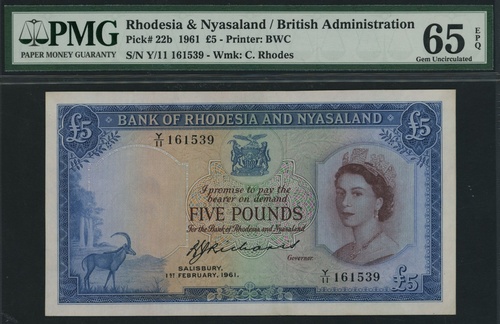 PMG
PAPER MONEY GUARANTY
Rhodesia & Nyasaland / British Administration
Pick# 22b 1961 £5 - Printer: BWC
S/N Y/11 161539 - Wmk: C. Rhodes
65 EPQ
Gem Uncirculated
£5 BANK OF RHODESIA AND NYASALAND £5
Y/11 161539
I promise to pay the
bearer on demand
FIVE POUNDS
For the Bank of Rhodesia and Nyasaland
Governor.
SALISBURY,
1ST FEBRUARY, 1961.
Y/11 161539
£5